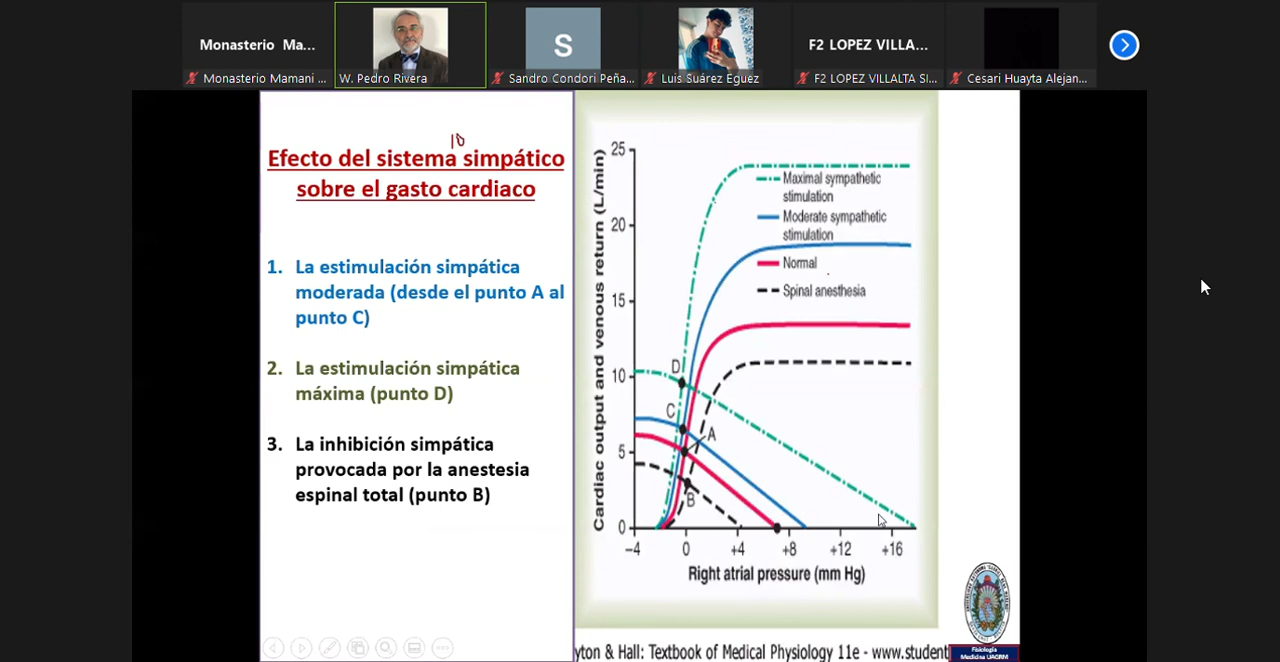 Monasterio Ma...
S
F2 LOPEZ VILLA...
Monasterio Mamani ...
W. Pedro Rivera
Sandro Condori Peña...
Luis Suárez Eguez
F2 LOPEZ VILLALTA SI...
Cesari Huayta Alejan...
Efecto del sistema simpático
sobre el gasto cardiaco
1. La estimulación simpática
moderada (desde el punto A al
punto C)
2. La estimulación simpática
máxima (punto D)
3. La inhibición simpática
provocada por la anestesia
espinal total (punto B)
Cardiac output and venous return (L/min)
25
20
15
10
5
0
Maximal sympathetic
stimulation
Moderate sympathetic
stimulation
Normal
Spinal anesthesia
D
C
A
B
−4 0 +4 +8 +12 +16
Right atrial pressure (mm Hg)
yton & Hall: Textbook of Medical Physiology 11e - www.student
Fisiología
Medicina UAGRM